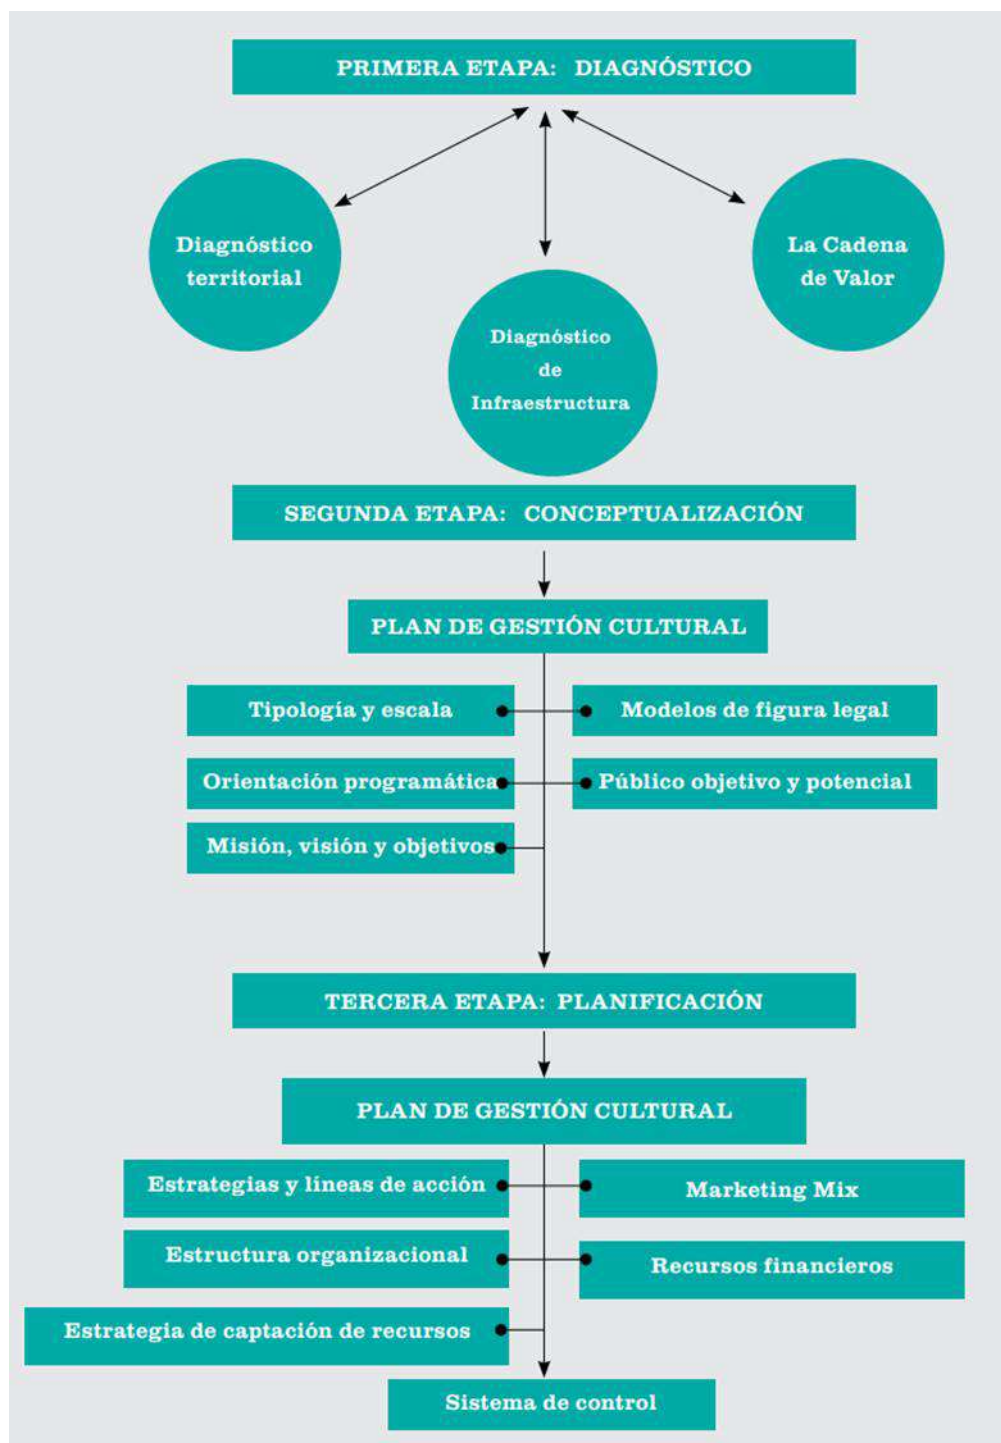 PRIMERA ETAPA: DIAGNÓSTICO
Diagnóstico
territorial
La Cadena
de Valor
Diagnóstico
de
Infraestructura
SEGUNDA ETAPA: CONCEPTUALIZACIÓN
PLAN DE GESTIÓN CULTURAL
Tipología y escala
Modelos de figura legal
Orientación programática
Público objetivo y potencial
Misión, visión y objetivos
TERCERA ETAPA: PLANIFICACIÓN
PLAN DE GESTIÓN CULTURAL
Estrategias y líneas de acción
Marketing Mix
Estructura organizacional
Recursos financieros
Estrategia de captación de recursos
Sistema de control